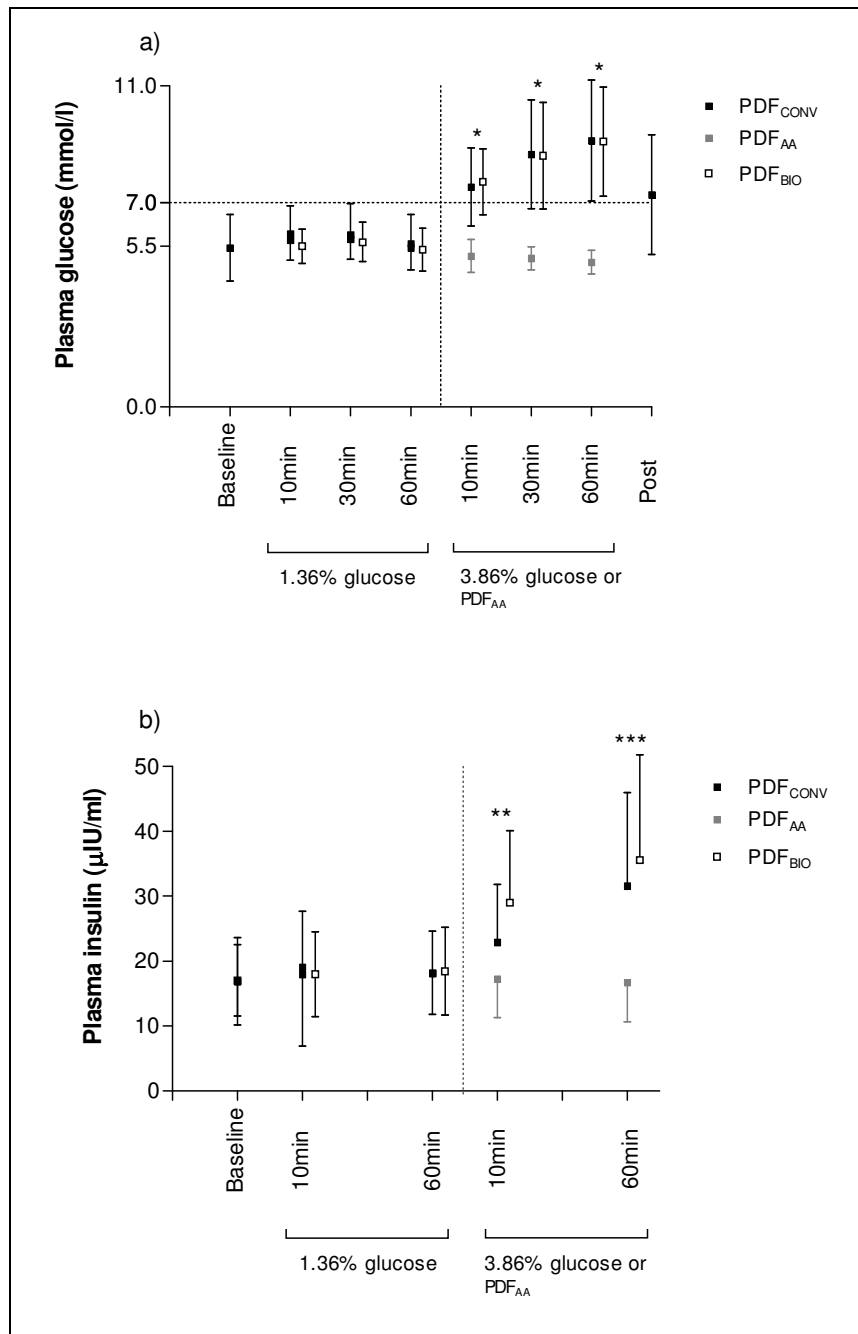 a)
Plasma glucose (mmol/l)
11.0
7.0
5.5
0.0
* * *
PDFCONV
PDFAA
PDFBIO
Baseline
10min
30min
60min
10min
30min
60min
Post
1.36% glucose
3.86% glucose or
PDFAA
b)
Plasma insulin (μIU/ml)
50
40
30
20
10
0
**
***
PDFCONV
PDFAA
PDFBIO
Baseline
10min
60min
10min
60min
1.36% glucose
3.86% glucose or
PDFAA